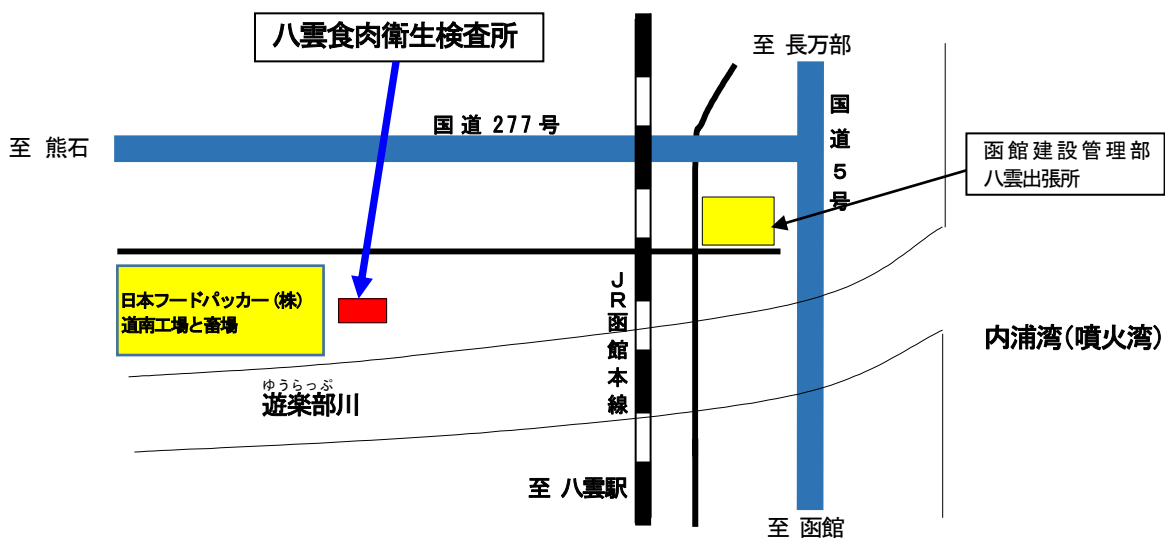 八雲食肉衛生検査所
至 長万部
国道5号
国道 277 号
至 熊石
函館建設管理部
八雲出張所
日本フードパッカー(株)
道南工場と畜場
JR函館本線
内浦湾(噴火湾)
ゆうらっぷ
遊楽部川
至 八雲駅
至 函館